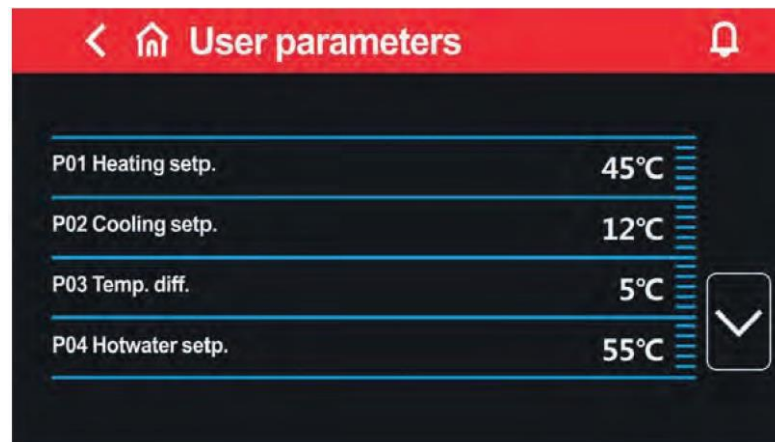 User parameters
P01 Heating setp. 45℃
P02 Cooling setp. 12℃
P03 Temp. diff. 5℃
P04 Hotwater setp. 55℃